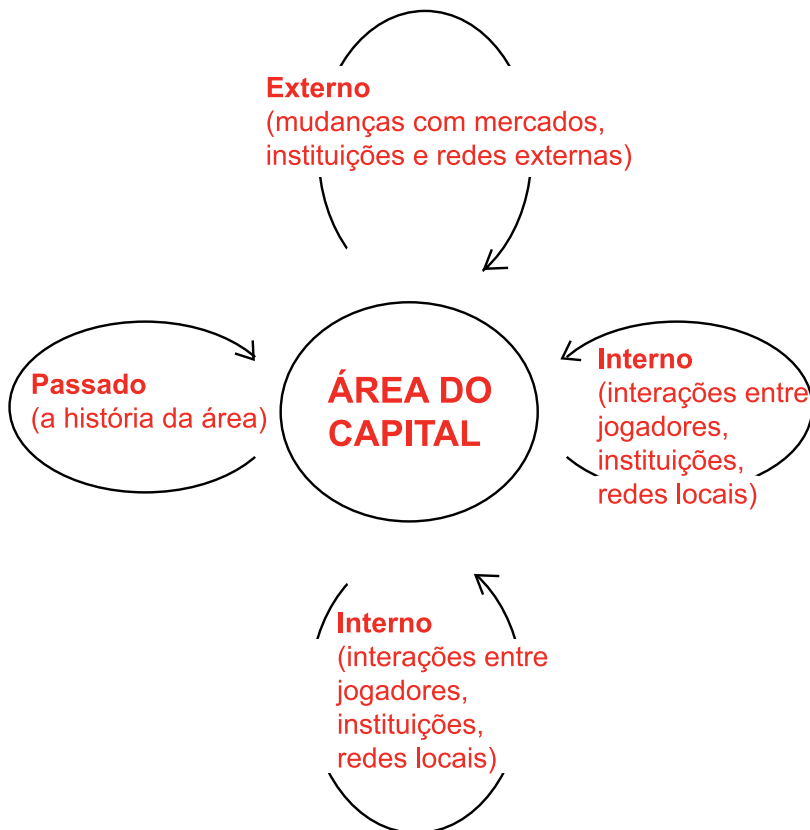 Externo
(mudanças com mercados,
instituições e redes externas)
Passado
(a história da área)
ÁREA DO
CAPITAL
Interno
(interações entre
jogadores,
instituições,
redes locais)
Interno
(interações entre
jogadores,
instituições,
redes locais)